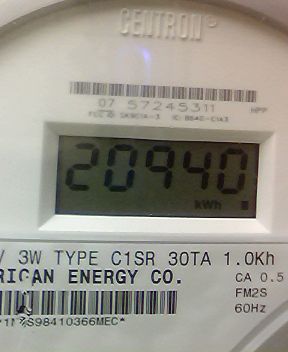 CENTRON®
07 57245311 HPP
20940
kWh
V 3W TYPE C1SR 30TA 1.0Kh
RICAN ENERGY CO. CA 0.5
FM2S
60Hz
S98410366MEC*